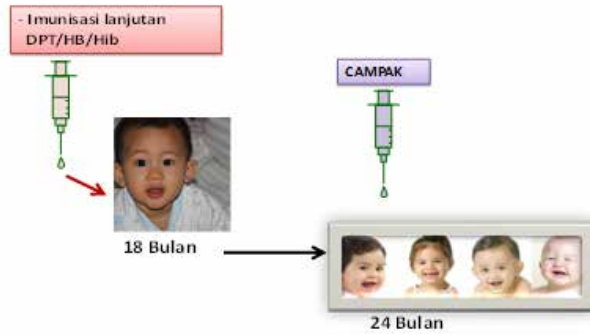 - Imunisasi lanjutan
DPT/HB/Hib
CAMPAK
18 Bulan
24 Bulan